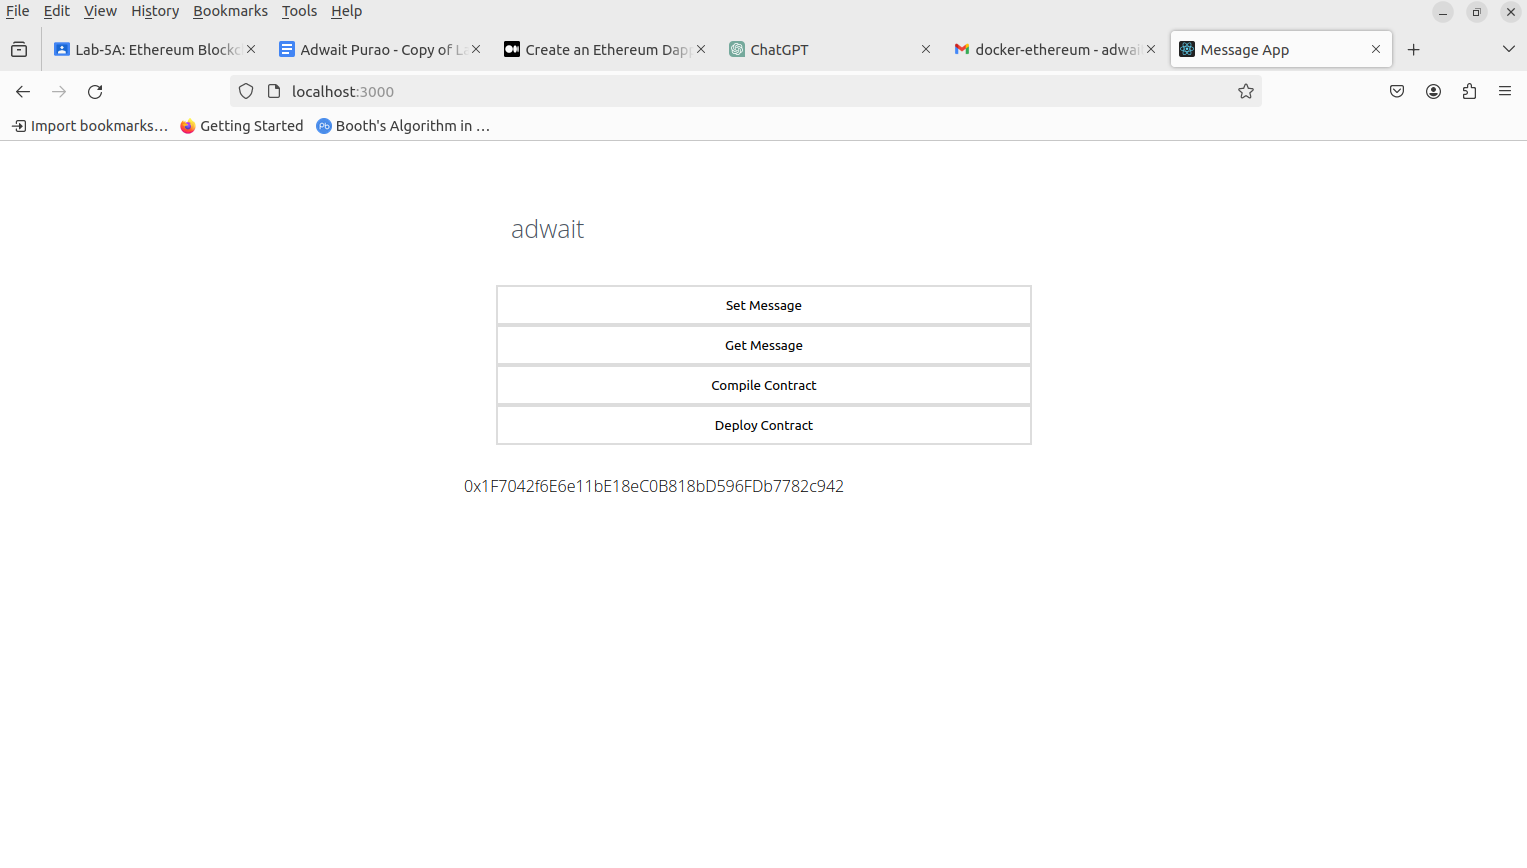 File Edit View History Bookmarks Tools Help
Lab-5A: Ethereum Blockc
Adwait Purao - Copy of L
Create an Ethereum Dap
ChatGPT
docker-ethereum - adwai
Message App
localhost:3000
Import bookmarks…
Getting Started
Booth's Algorithm in …
adwait
Set Message
Get Message
Compile Contract
Deploy Contract
0x1F7042f6E6e11bE18eC0B818bD596FDb7782c942